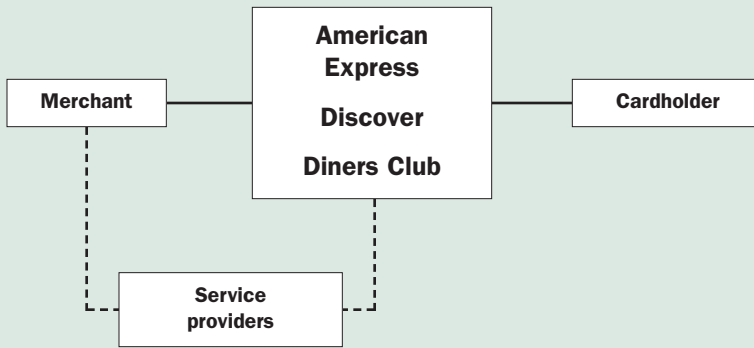 American
Express
Discover
Diners Club
Merchant
Cardholder
Service
providers